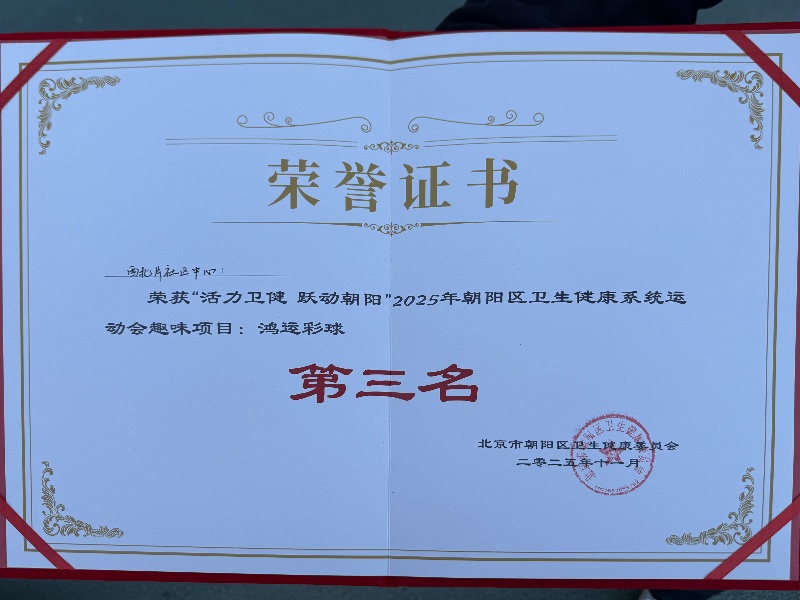 荣誉证书
西北片社区中心：
荣获“活力卫健 跃动朝阳”2025年朝阳区卫生健康系统运
动会趣味项目：鸿运彩球
第三名
北京市朝阳区卫生健康委员会
二零二五年十一月